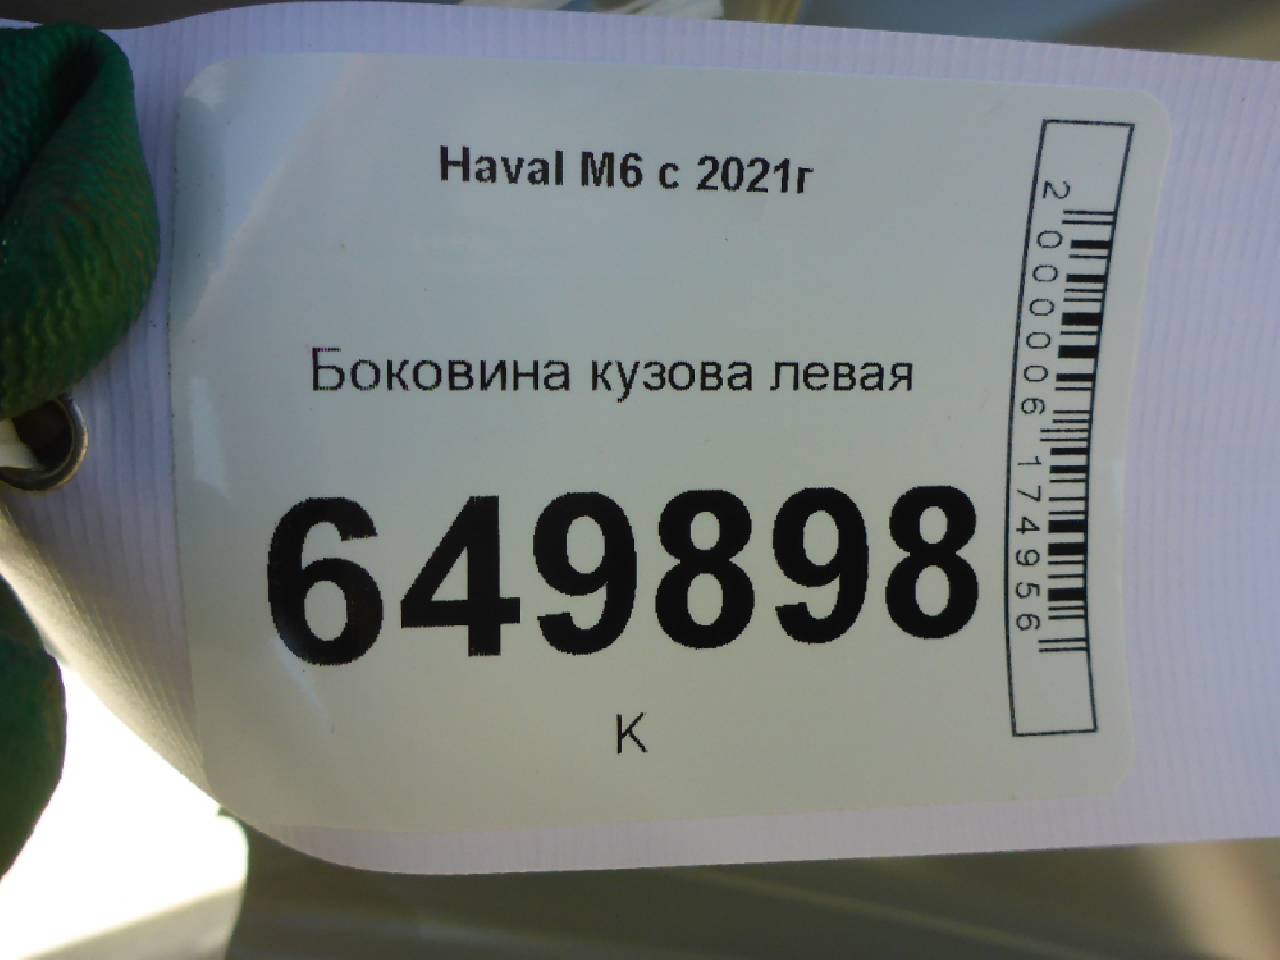 Haval M6 с 2021г
Боковина кузова левая
649898
К
2000006174956